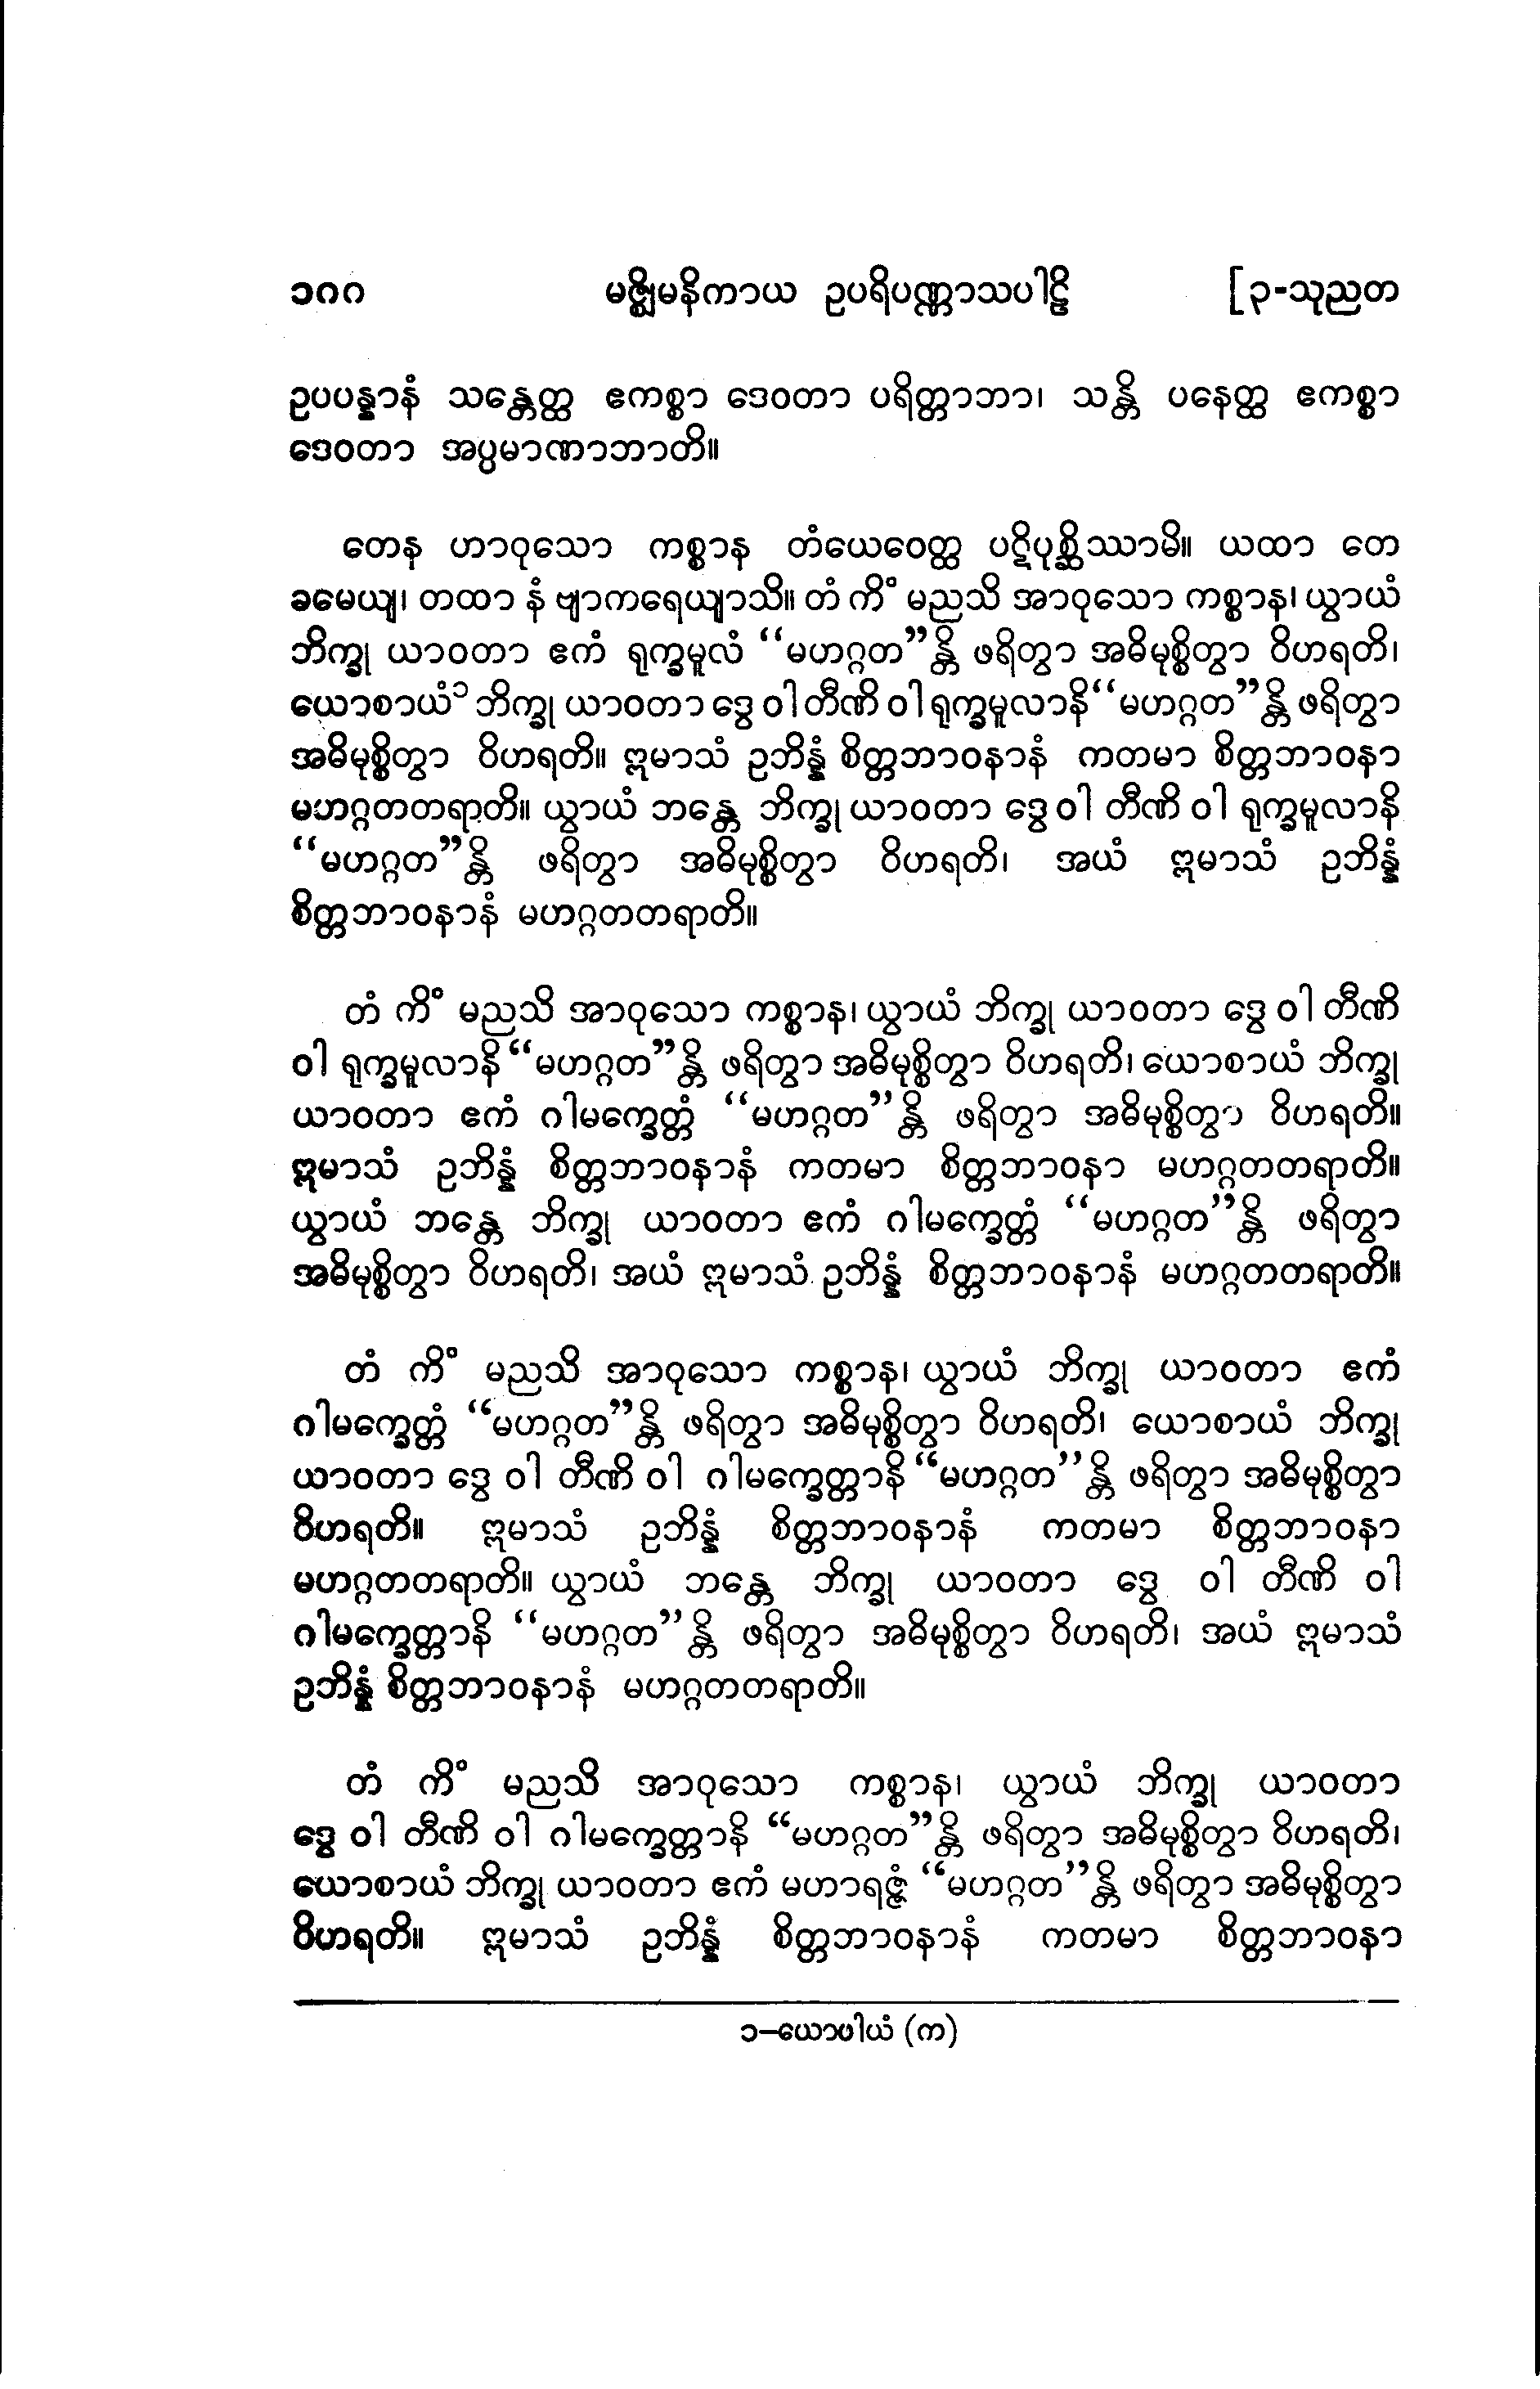 ၁၈၈ မဇ္ဈိမနိကာယ ဥပရိပဏ္ဏာသပါဠိ [၃-သုညတ
ဥပပန္နာနံ သန္တေတ္ထ ဧကစ္စာ ဒေဝတာ ပရိတ္တာဘာ၊ သန္တိ ပနေတ္ထ ဧကစ္စာ
ဒေဝတာ အပ္ပမာဏာဘာတိ။
တေန ဟာဝုသော ကစ္စာန တံယေဝေတ္ထ ပဋိပုစ္ဆိဿာမိ။ ယထာ တေ
ခမေယျ၊ တထာ နံ ဗျာကရေယျာသိ။ တံ ကိံ မညသိ အာဝုသော ကစ္စာန၊ ယွာယံ
ဘိက္ခု ယာဝတာ ဧကံ ရုက္ခမူလံ “မဟဂ္ဂတ”န္တိ ဖရိတွာ အဓိမုစ္စိတွာ ဝိဟရတိ၊
ယောစာယံ၁ ဘိက္ခု ယာဝတာ ဒွေ ဝါ တီဏိ ဝါ ရုက္ခမူလာနိ “မဟဂ္ဂတ”န္တိ ဖရိတွာ
အဓိမုစ္စိတွာ ဝိဟရတိ။ ဣမာသံ ဥဘိန္နံ စိတ္တဘာဝနာနံ ကတမာ စိတ္တဘာဝနာ
မဟဂ္ဂတတရာတိ။ ယွာယံ ဘန္တေ ဘိက္ခု ယာဝတာ ဒွေ ဝါ တီဏိ ဝါ ရုက္ခမူလာနိ
“မဟဂ္ဂတ”န္တိ ဖရိတွာ အဓိမုစ္စိတွာ ဝိဟရတိ၊ အယံ ဣမာသံ ဥဘိန္နံ
စိတ္တဘာဝနာနံ မဟဂ္ဂတတရာတိ။
တံ ကိံ မညသိ အာဝုသော ကစ္စာန၊ ယွာယံ ဘိက္ခု ယာဝတာ ဒွေ ဝါ တီဏိ
ဝါ ရုက္ခမူလာနိ “မဟဂ္ဂတ”န္တိ ဖရိတွာ အဓိမုစ္စိတွာ ဝိဟရတိ၊ ယောစာယံ ဘိက္ခု
ယာဝတာ ဧကံ ဂါမက္ခေတ္တံ “မဟဂ္ဂတ”န္တိ ဖရိတွာ အဓိမုစ္စိတွာ ဝိဟရတိ။
ဣမာသံ ဥဘိန္နံ စိတ္တဘာဝနာနံ ကတမာ စိတ္တဘာဝနာ မဟဂ္ဂတတရာတိ။
ယွာယံ ဘန္တေ ဘိက္ခု ယာဝတာ ဧကံ ဂါမက္ခေတ္တံ “မဟဂ္ဂတ”န္တိ ဖရိတွာ
အဓိမုစ္စိတွာ ဝိဟရတိ၊ အယံ ဣမာသံ ဥဘိန္နံ စိတ္တဘာဝနာနံ မဟဂ္ဂတတရာတိ။
တံ ကိံ မညသိ အာဝုသော ကစ္စာန၊ ယွာယံ ဘိက္ခု ယာဝတာ ဧကံ
ဂါမက္ခေတ္တံ “မဟဂ္ဂတ”န္တိ ဖရိတွာ အဓိမုစ္စိတွာ ဝိဟရတိ၊ ယောစာယံ ဘိက္ခု
ယာဝတာ ဒွေ ဝါ တီဏိ ဝါ ဂါမက္ခေတ္တာနိ “မဟဂ္ဂတ”န္တိ ဖရိတွာ အဓိမုစ္စိတွာ
ဝိဟရတိ။ ဣမာသံ ဥဘိန္နံ စိတ္တဘာဝနာနံ ကတမာ စိတ္တဘာဝနာ
မဟဂ္ဂတတရာတိ။ ယွာယံ ဘန္တေ ဘိက္ခု ယာဝတာ ဒွေ ဝါ တီဏိ ဝါ
ဂါမက္ခေတ္တာနိ “မဟဂ္ဂတ”န္တိ ဖရိတွာ အဓိမုစ္စိတွာ ဝိဟရတိ၊ အယံ ဣမာသံ
ဥဘိန္နံ စိတ္တဘာဝနာနံ မဟဂ္ဂတတရာတိ။
တံ ကိံ မညသိ အာဝုသော ကစ္စာန၊ ယွာယံ ဘိက္ခု ယာဝတာ
ဒွေ ဝါ တီဏိ ဝါ ဂါမက္ခေတ္တာနိ “မဟဂ္ဂတ”န္တိ ဖရိတွာ အဓိမုစ္စိတွာ ဝိဟရတိ၊
ယောစာယံ ဘိက္ခု ယာဝတာ ဧကံ မဟာရဇ္ဇံ “မဟဂ္ဂတ”န္တိ ဖရိတွာ အဓိမုစ္စိတွာ
ဝိဟရတိ။ ဣမာသံ ဥဘိန္နံ စိတ္တဘာဝနာနံ ကတမာ စိတ္တဘာဝနာ
၁–ယောပါယံ (က)